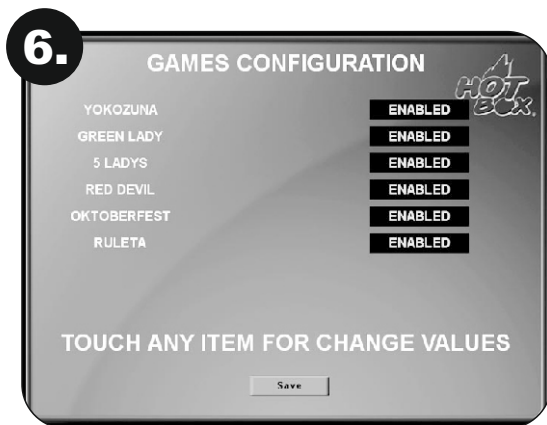 6.
GAMES CONFIGURATION
HOT
BOX.
YOKOZUNA ENABLED
GREEN LADY ENABLED
5 LADYS ENABLED
RED DEVIL ENABLED
OKTOBERFEST ENABLED
RULETA ENABLED
TOUCH ANY ITEM FOR CHANGE VALUES
Save